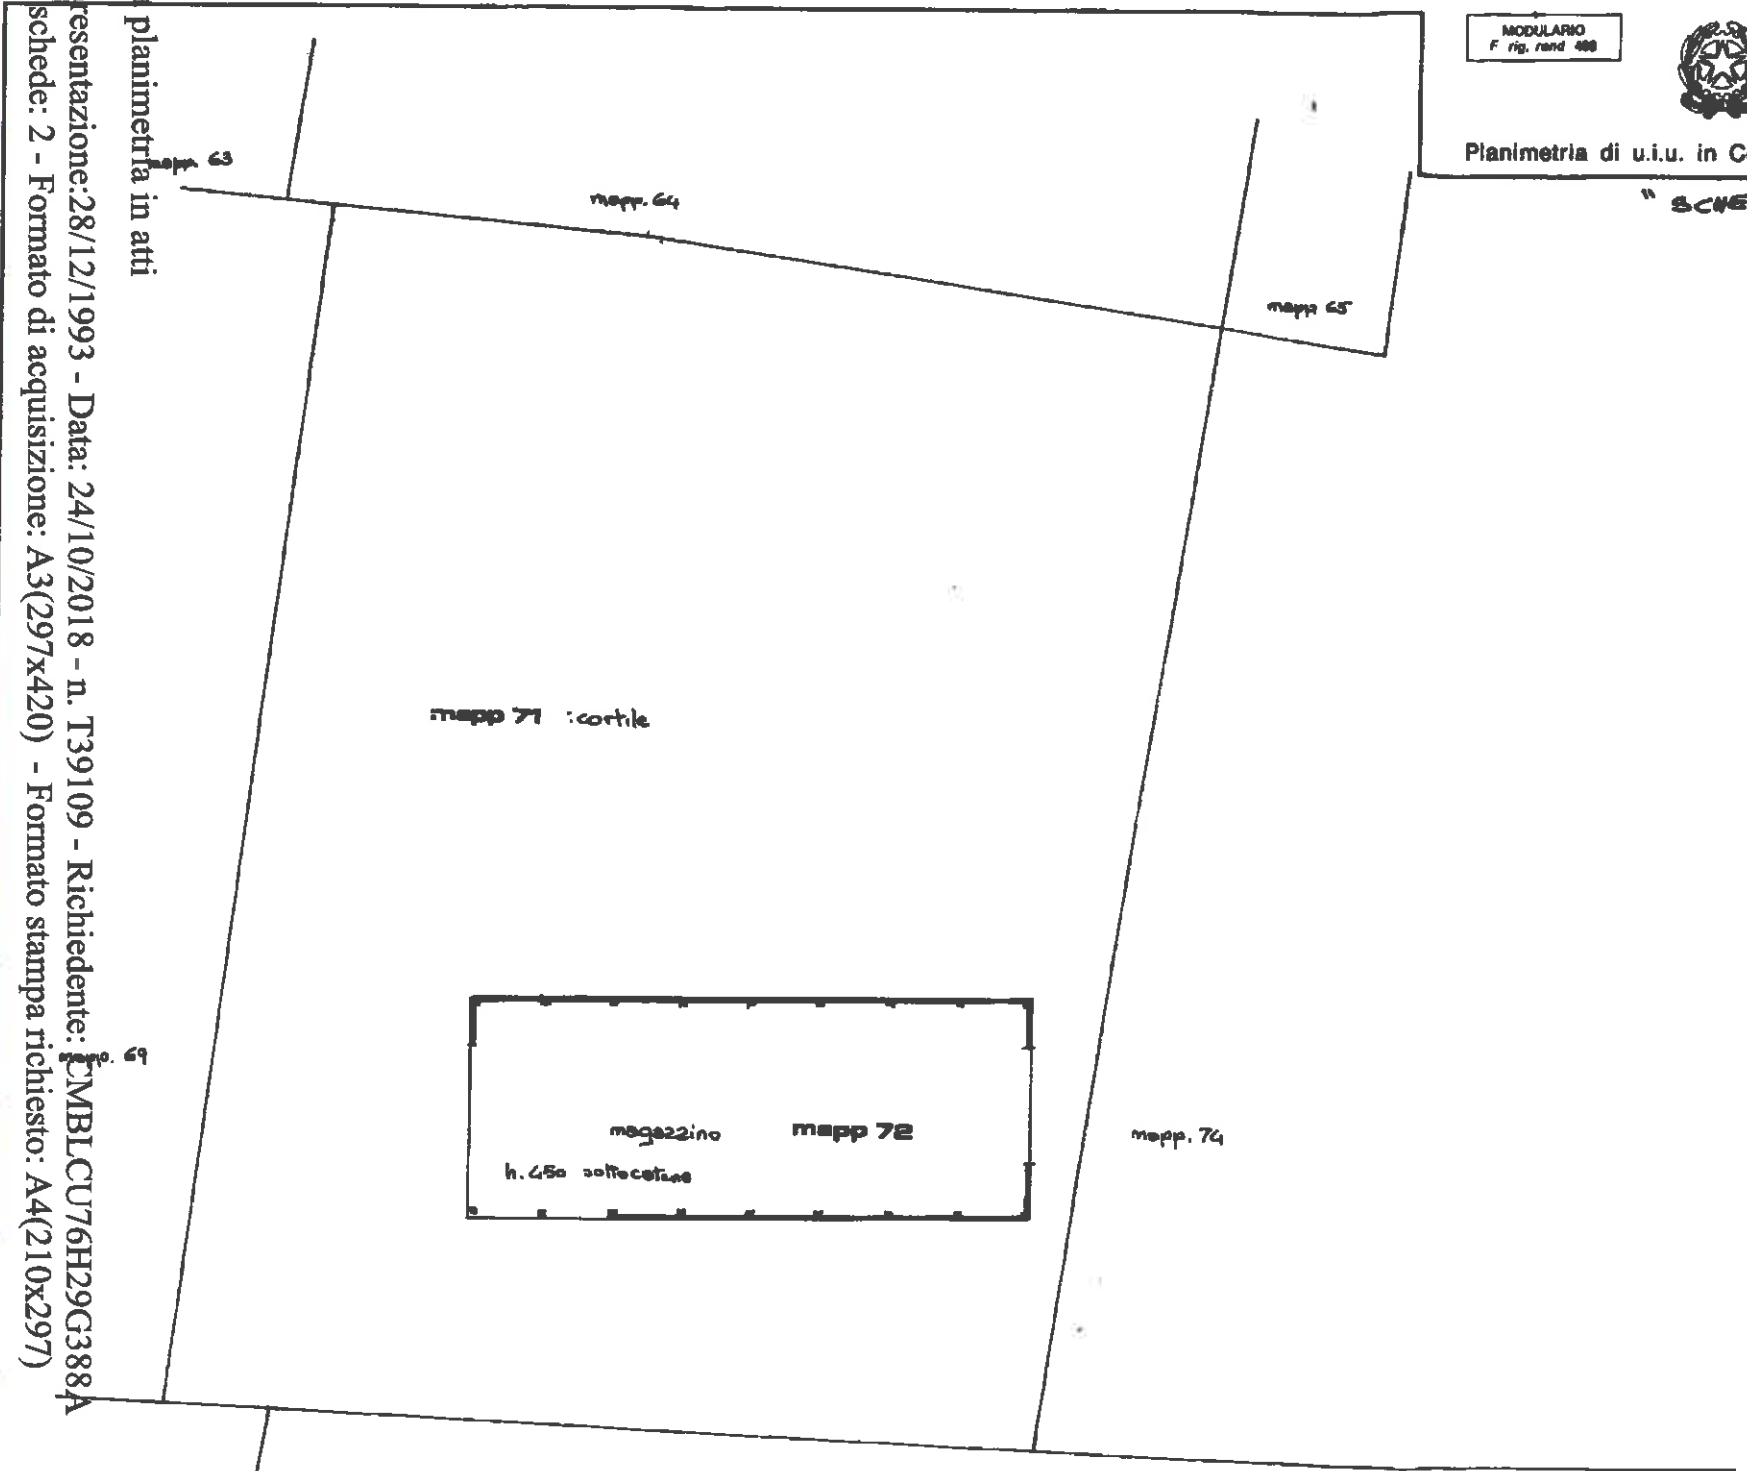 MODULARIO
F rig. rend 498
Planimetria di u.i.u. in C
" SCHE
planimetria in atti
resentazione:28/12/1993 - Data: 24/10/2018 - n. T39109 - Richiedente: CMBLCU76H29G388A
schede: 2 - Formato di acquisizione: A3(297x420) - Formato stampa richiesto: A4(210x297)
mapp. 63
mapp. 64
mapp 65
mapp 71 :cortile
mapp. 69
magazzino mapp 72
h. 450 sottocatena
mapp. 74